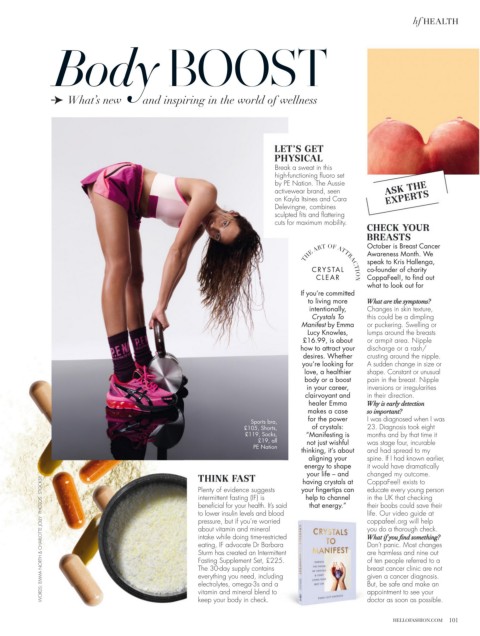 hf HEALTH
Body BOOST
What's new and inspiring in the world of wellness
LET'S GET
PHYSICAL
Break a sweat in this
high-functioning fluoro set
by PE Nation. The Aussie
activewear brand, seen
on Kayla Itsines and Cara
Delevingne, combines
sculpted fits and flattering
cuts for maximum mobility.
Sports bra,
£105, Shorts,
£119, Socks,
£19, all
PE Nation
THE ART OF ATTRACTION
CRYSTAL
CLEAR
If you're committed
to living more
intentionally,
Crystals To
Manifest by Emma
Lucy Knowles,
£16.99, is about
how to attract your
desires. Whether
you're looking for
love, a healthier
body or a boost
in your career,
clairvoyant and
healer Emma
makes a case
for the power
of crystals:
"Manifesting is
not just wishful
thinking, it's about
aligning your
energy to shape
your life – and
having crystals at
your fingertips can
help to channel
that energy."
CRYSTALS
TO
MANIFEST
THINK FAST
Plenty of evidence suggests
intermittent fasting (IF) is
beneficial for your health. It's said
to lower insulin levels and blood
pressure, but if you're worried
about vitamin and mineral
intake while doing time-restricted
eating, IF advocate Dr Barbara
Sturm has created an Intermittent
Fasting Supplement Set, £225.
The 30-day supply contains
everything you need, including
electrolytes, omega-3s and a
vitamin and mineral blend to
keep your body in check.
ASK THE
EXPERTS
CHECK YOUR
BREASTS
October is Breast Cancer
Awareness Month. We
speak to Kris Hallenga,
co-founder of charity
CoppaFeel!, to find out
what to look out for
What are the symptoms?
Changes in skin texture,
this could be a dimpling
or puckering. Swelling or
lumps around the breasts
or armpit area. Nipple
discharge or a rash/
crusting around the nipple.
A sudden change in size or
shape. Constant or unusual
pain in the breast. Nipple
inversions or irregularities
in their direction.
Why is early detection
so important?
I was diagnosed when I was
23. Diagnosis took eight
months and by that time it
was stage four, incurable
and had spread to my
spine. If I had known earlier,
it would have dramatically
changed my outcome.
CoppaFeel! exists to
educate every young person
in the UK that checking
their boobs could save their
life. Our video guide at
coppafeel.org will help
you do a thorough check.
What if you find something?
Don't panic. Most changes
are harmless and nine out
of ten people referred to a
breast cancer clinic are not
given a cancer diagnosis.
But, be safe and make an
appointment to see your
doctor as soon as possible.
HELLOFASHION.COM 101